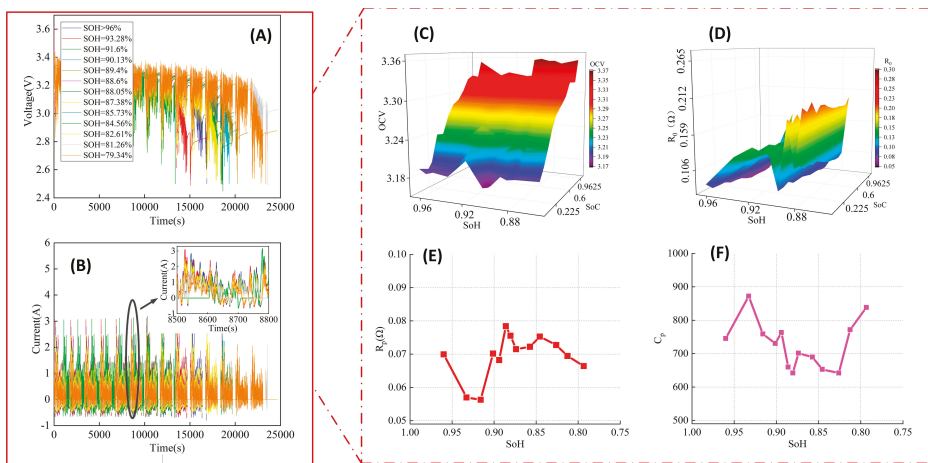 (A)
Voltage(V)
3.6
3.2
2.8
2.4
SOH>96%
SOH=93.28%
SOH=91.6%
SOH=90.13%
SOH=89.4%
SOH=88.6%
SOH=88.05%
SOH=87.38%
SOH=85.73%
SOH=84.56%
SOH=82.61%
SOH=81.26%
SOH=79.34%
0 5000 10000 15000 20000 25000
Time(s)
(B)
Current(A)
6
5
4
3
2
1
0
-1
Current(A)
3
2
1
0
8500 8600 8700 8800
Time(s)
0 5000 10000 15000 20000 25000
Time(s)
(C)
OCV
3.36
3.30
3.24
3.18
0.96 0.92 0.88
SoH
0.225 0.6 0.9625
SoC
OCV
3.37
3.35
3.33
3.31
3.29
3.27
3.25
3.23
3.21
3.19
3.17
(D)
R0 (Ω)
0.265
0.212
0.159
0.106
0.96 0.92 0.88
SoH
0.225 0.6 0.9625
SoC
R0
0.30
0.28
0.25
0.23
0.20
0.18
0.15
0.13
0.10
0.08
0.05
(E)
Rp(Ω)
0.10
0.09
0.08
0.07
0.06
0.05
1.00 0.95 0.90 0.85 0.80 0.75
SoH
(F)
Cp
1000
900
800
700
600
500
1.00 0.95 0.90 0.85 0.80 0.75
SoH